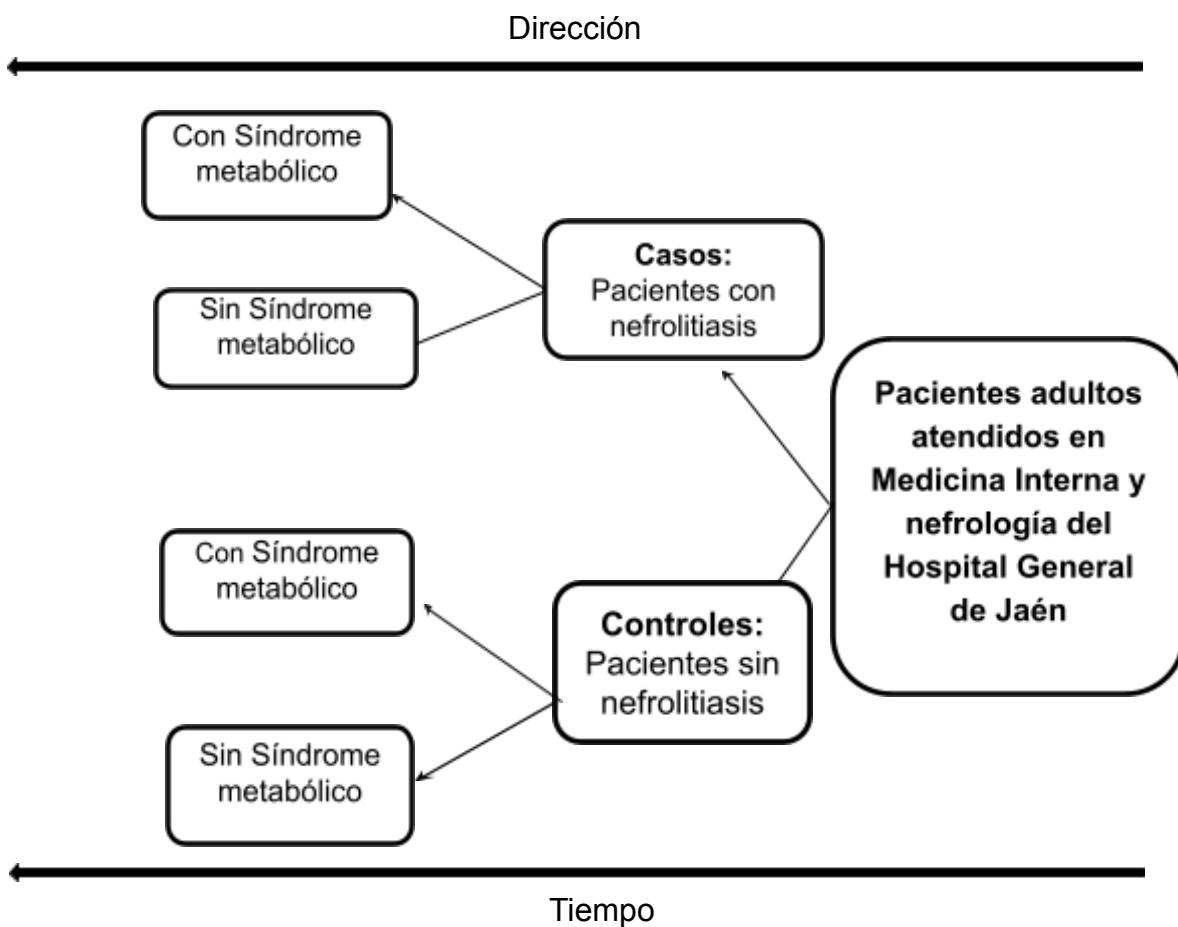 Dirección
Con Síndrome
metabólico
Sin Síndrome
metabólico
Casos:
Pacientes con
nefrolitiasis
Con Síndrome
metabólico
Sin Síndrome
metabólico
Controles:
Pacientes sin
nefrolitiasis
Pacientes adultos
atendidos en
Medicina Interna y
nefrología del
Hospital General
de Jaén
Tiempo